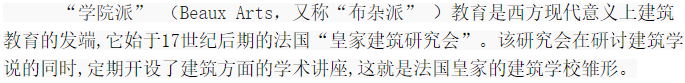 “学院派” （Beaux Arts，又称“布杂派” ）教育是西方现代意义上建筑
教育的发端,它始于17世纪后期的法国“皇家建筑研究会”。该研究会在研讨建筑学
说的同时,定期开设了建筑方面的学术讲座,这就是法国皇家的建筑学校雏形。